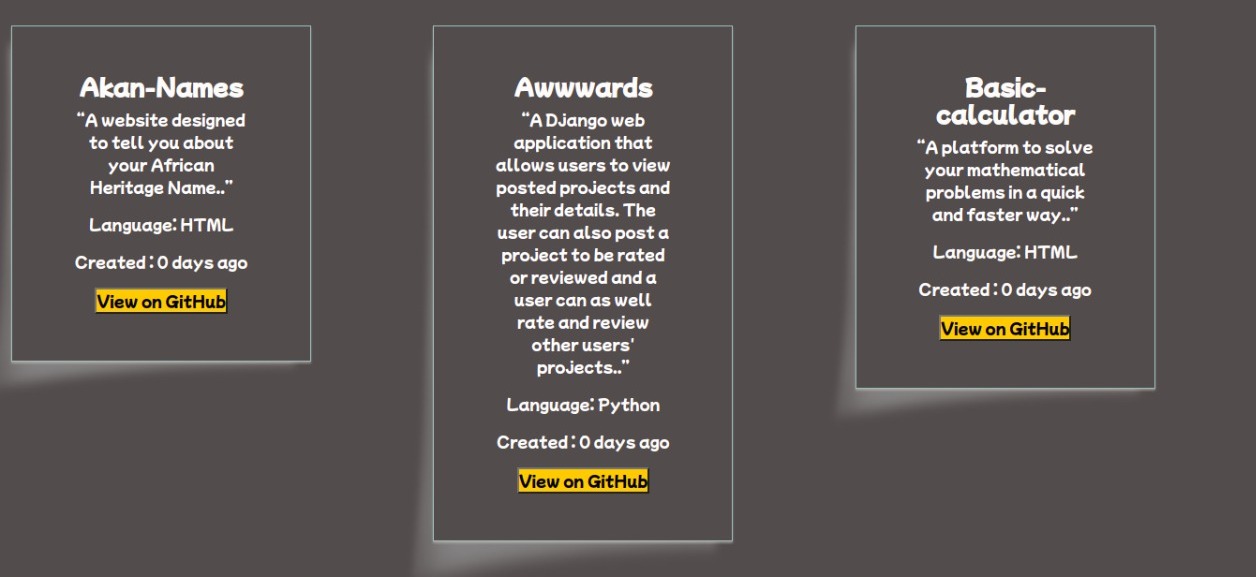 Akan-Names
“A website designed
to tell you about
your African
Heritage Name..”
Language: HTML
Created : 0 days ago
View on GitHub
Awwwards
“A Django web
application that
allows users to view
posted projects and
their details. The
user can also post a
project to be rated
or reviewed and a
user can as well
rate and review
other users'
projects..”
Language: Python
Created : 0 days ago
View on GitHub
Basic-
calculator
“A platform to solve
your mathematical
problems in a quick
and faster way..”
Language: HTML
Created : 0 days ago
View on GitHub